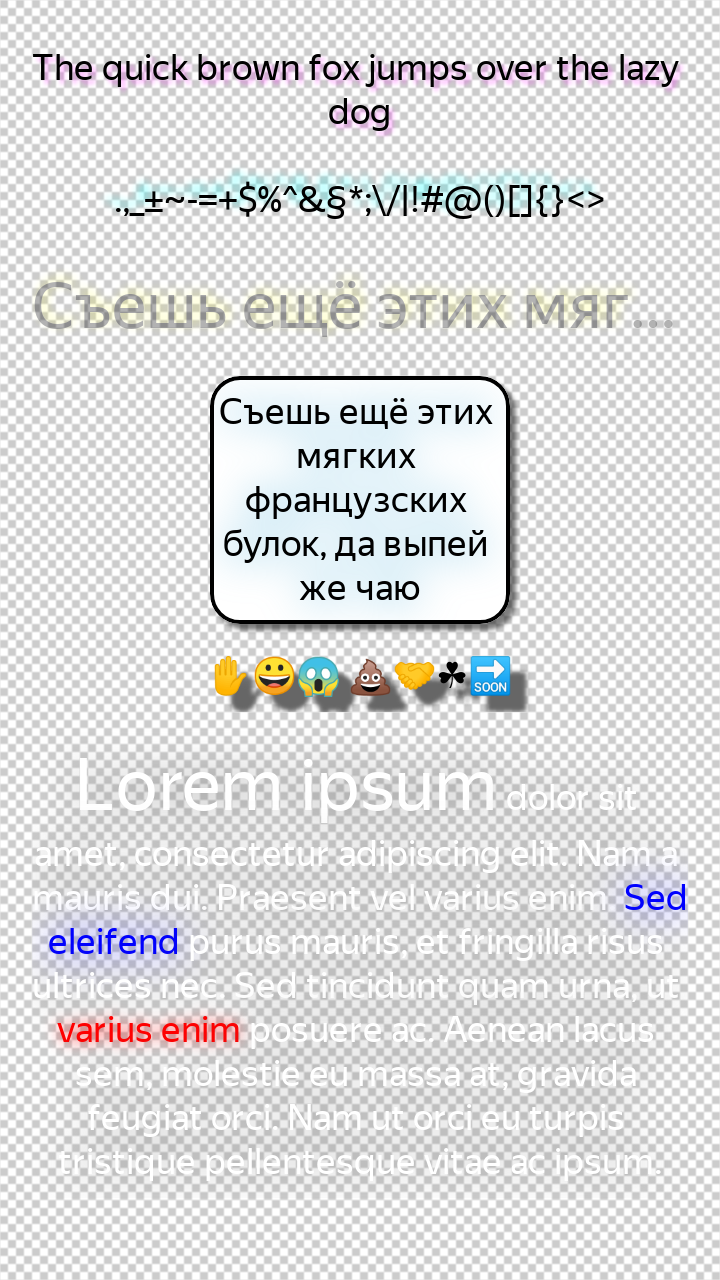 The quick brown fox jumps over the lazy
dog
.,_±~-=+$%^&§*;\/|!#@()[]{}<>
Съешь ещё этих мяг...
Съешь ещё этих
мягких
французских
булок, да выпей
же чаю
✋😀😱💩🤝☘🔜
Lorem ipsum dolor sit
amet, consectetur adipiscing elit. Nam a
mauris dui. Praesent vel varius enim. Sed
eleifend purus mauris, et fringilla risus
ultrices nec. Sed tincidunt quam urna, ut
varius enim posuere ac. Aenean lacus
sem, molestie eu massa at, gravida
feugiat orci. Nam ut orci eu turpis
tristique pellentesque vitae ac ipsum.